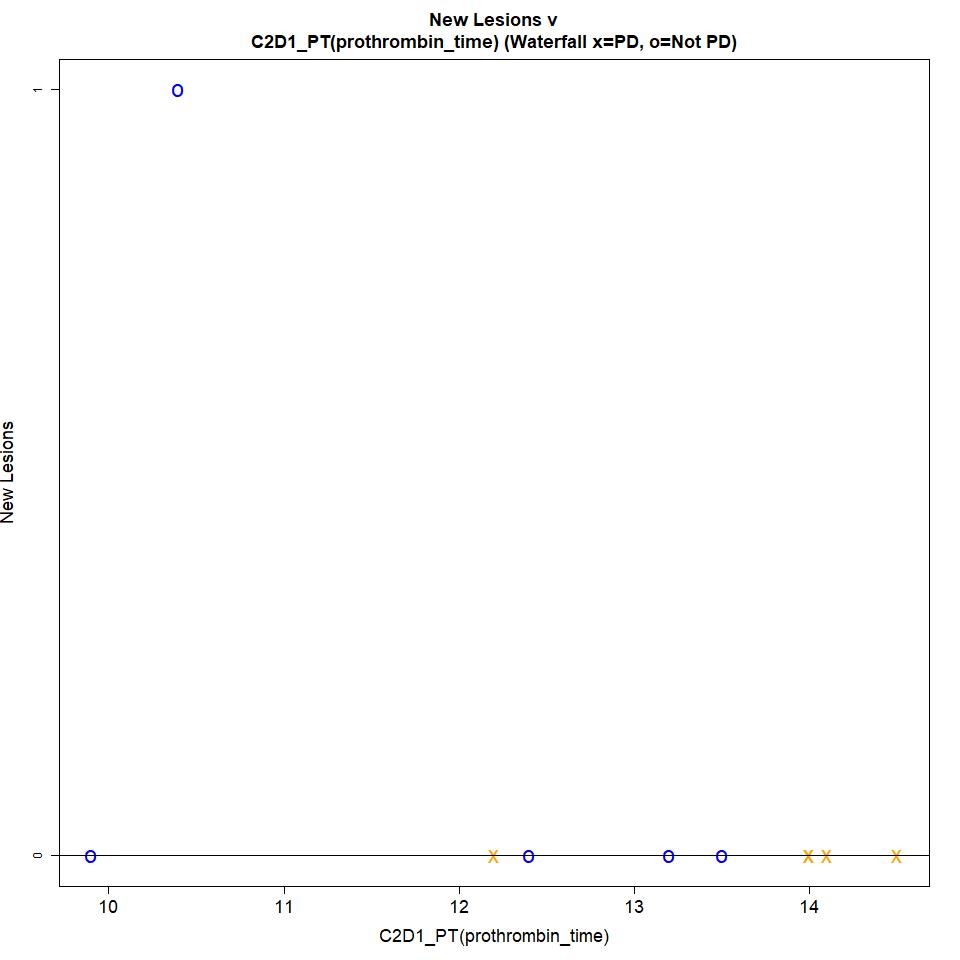 New Lesions v
C2D1_PT(prothrombin_time) (Waterfall x=PD, o=Not PD)
New Lesions
1
0
o
o
x
o
o
o
x
x
x
10
11
12
13
14
C2D1_PT(prothrombin_time)